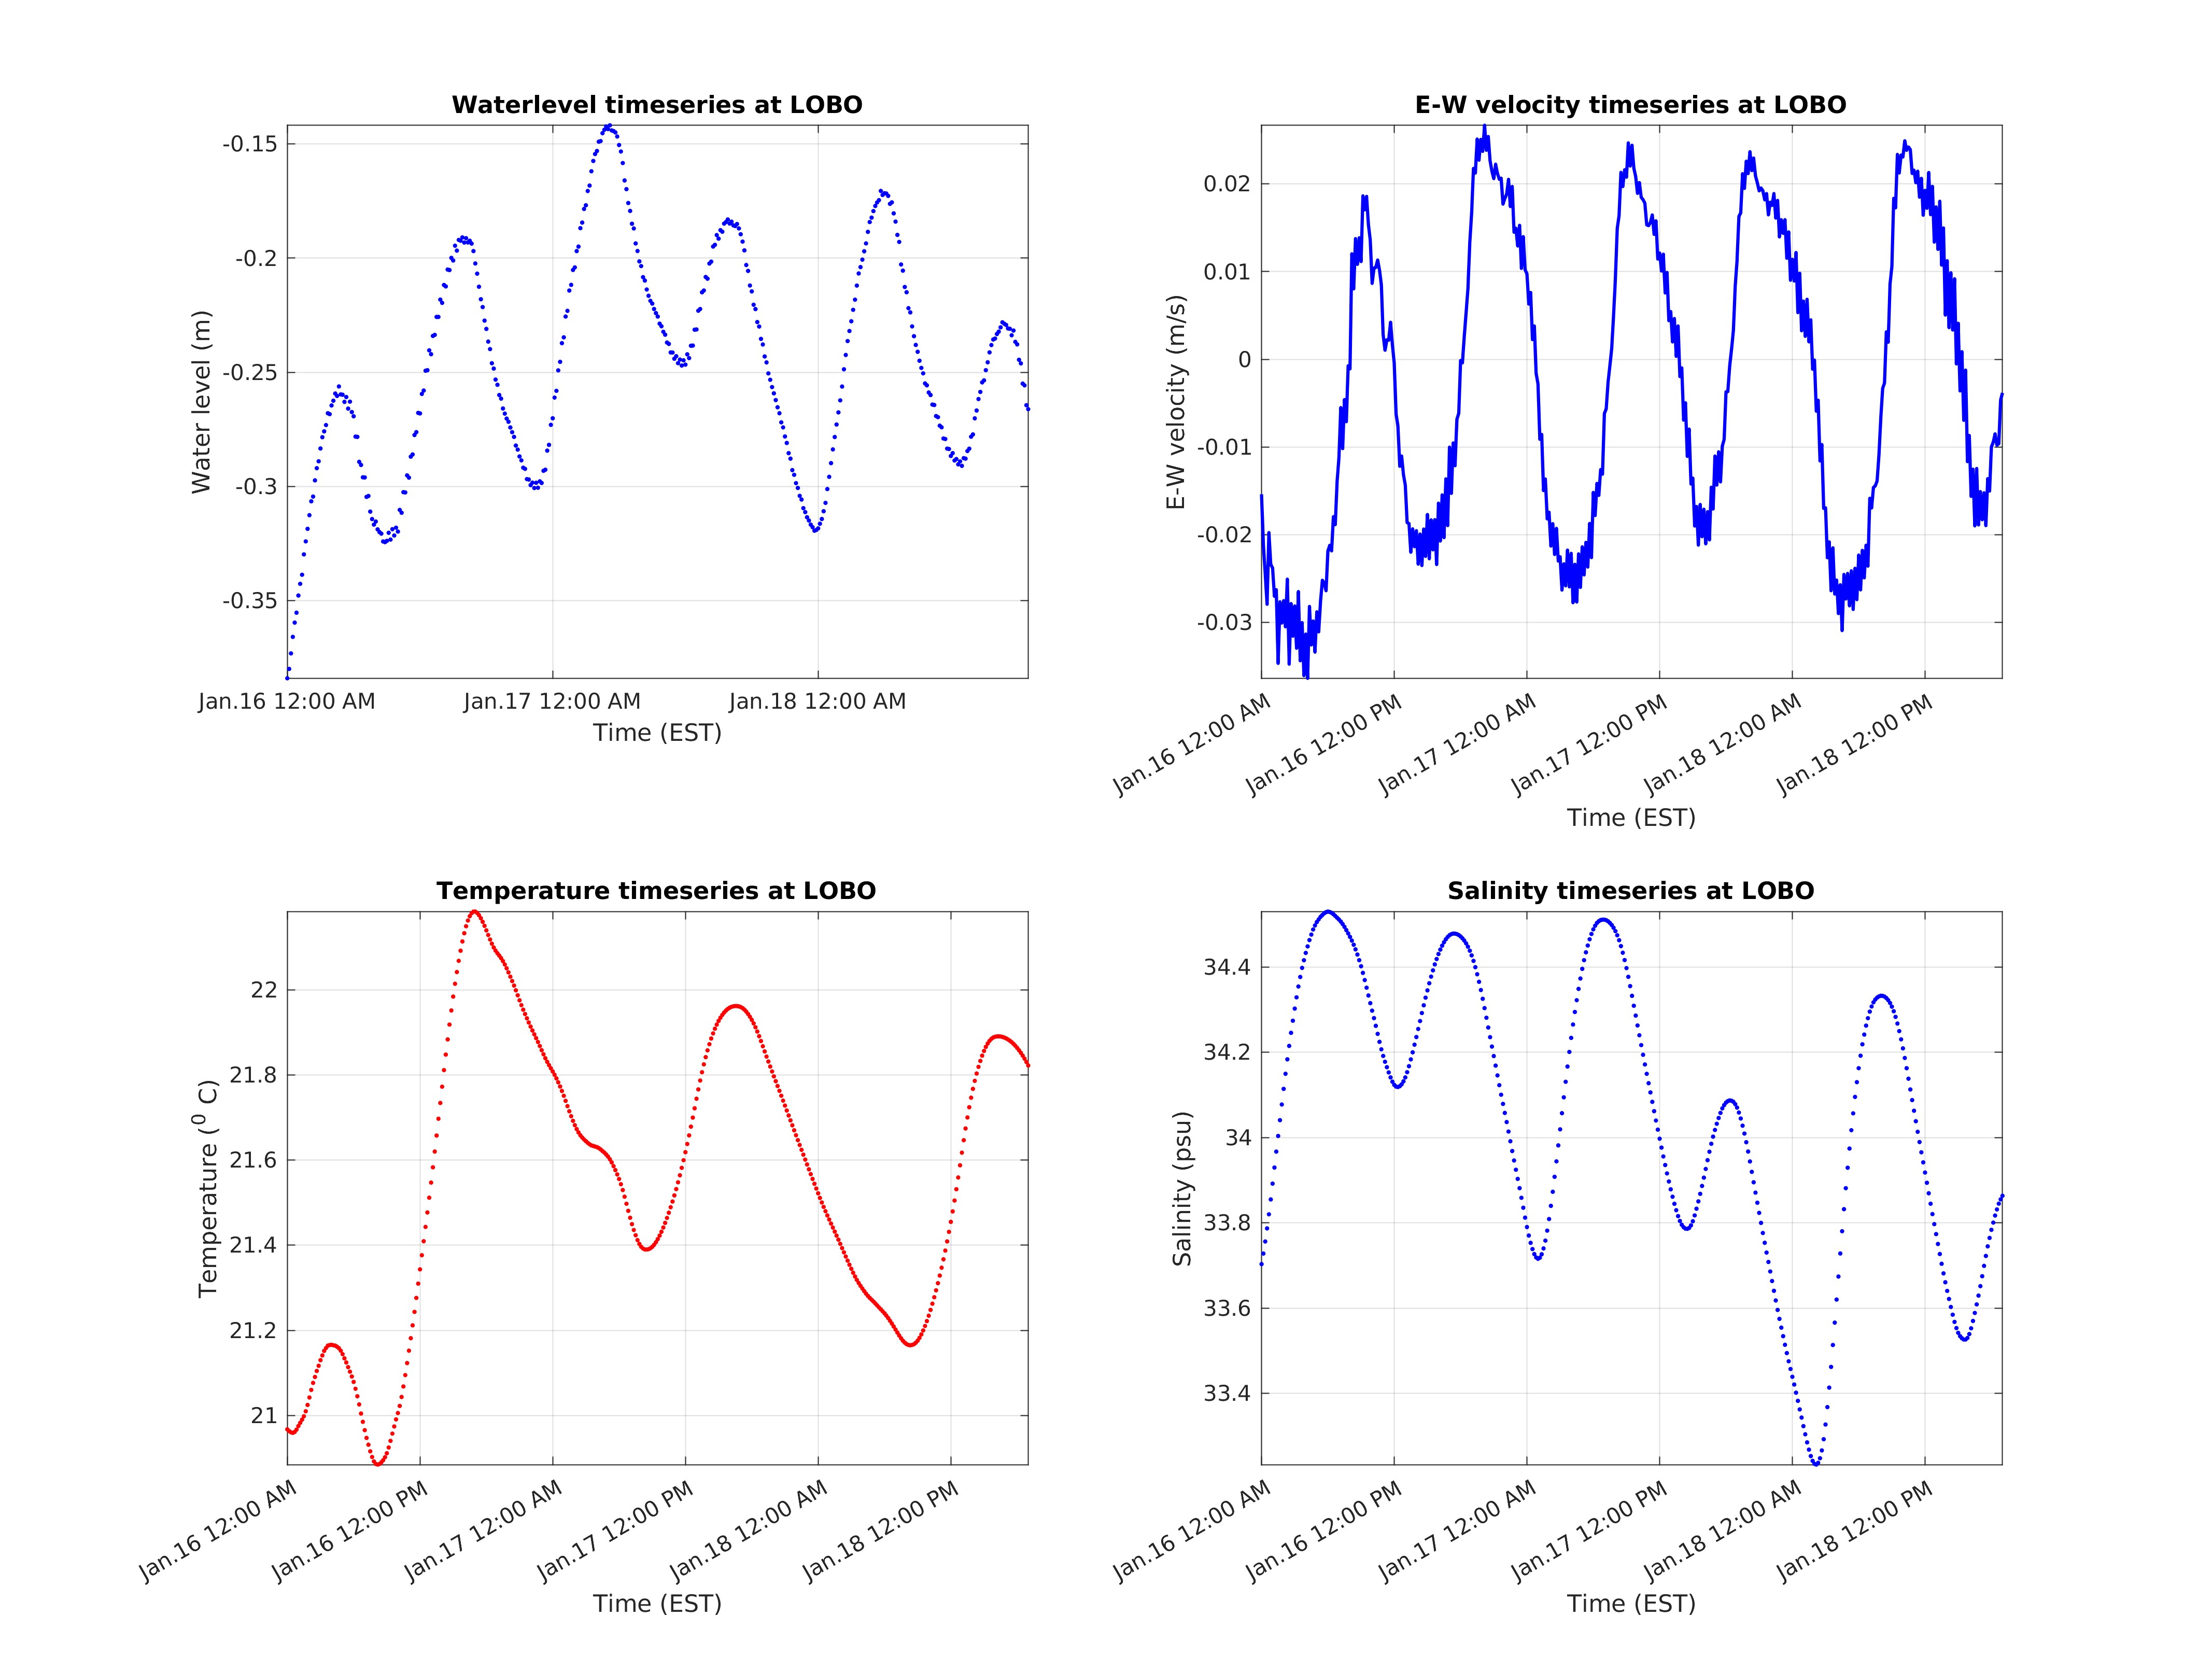 Waterlevel timeseries at LOBO
-0.15
-0.2
-0.25
-0.3
-0.35
Water level (m)
Jan.16 12:00 AM
Jan.17 12:00 AM
Jan.18 12:00 AM
Time (EST)
E-W velocity timeseries at LOBO
0.02
0.01
0
-0.01
-0.02
-0.03
E-W velocity (m/s)
Jan.16 12:00 AM
Jan.16 12:00 PM
Jan.17 12:00 AM
Jan.17 12:00 PM
Jan.18 12:00 AM
Jan.18 12:00 PM
Time (EST)
Temperature timeseries at LOBO
22
21.8
21.6
21.4
21.2
21
Temperature (⁰ C)
Jan.16 12:00 AM
Jan.16 12:00 PM
Jan.17 12:00 AM
Jan.17 12:00 PM
Jan.18 12:00 AM
Jan.18 12:00 PM
Time (EST)
Salinity timeseries at LOBO
34.4
34.2
34
33.8
33.6
33.4
Salinity (psu)
Jan.16 12:00 AM
Jan.16 12:00 PM
Jan.17 12:00 AM
Jan.17 12:00 PM
Jan.18 12:00 AM
Jan.18 12:00 PM
Time (EST)